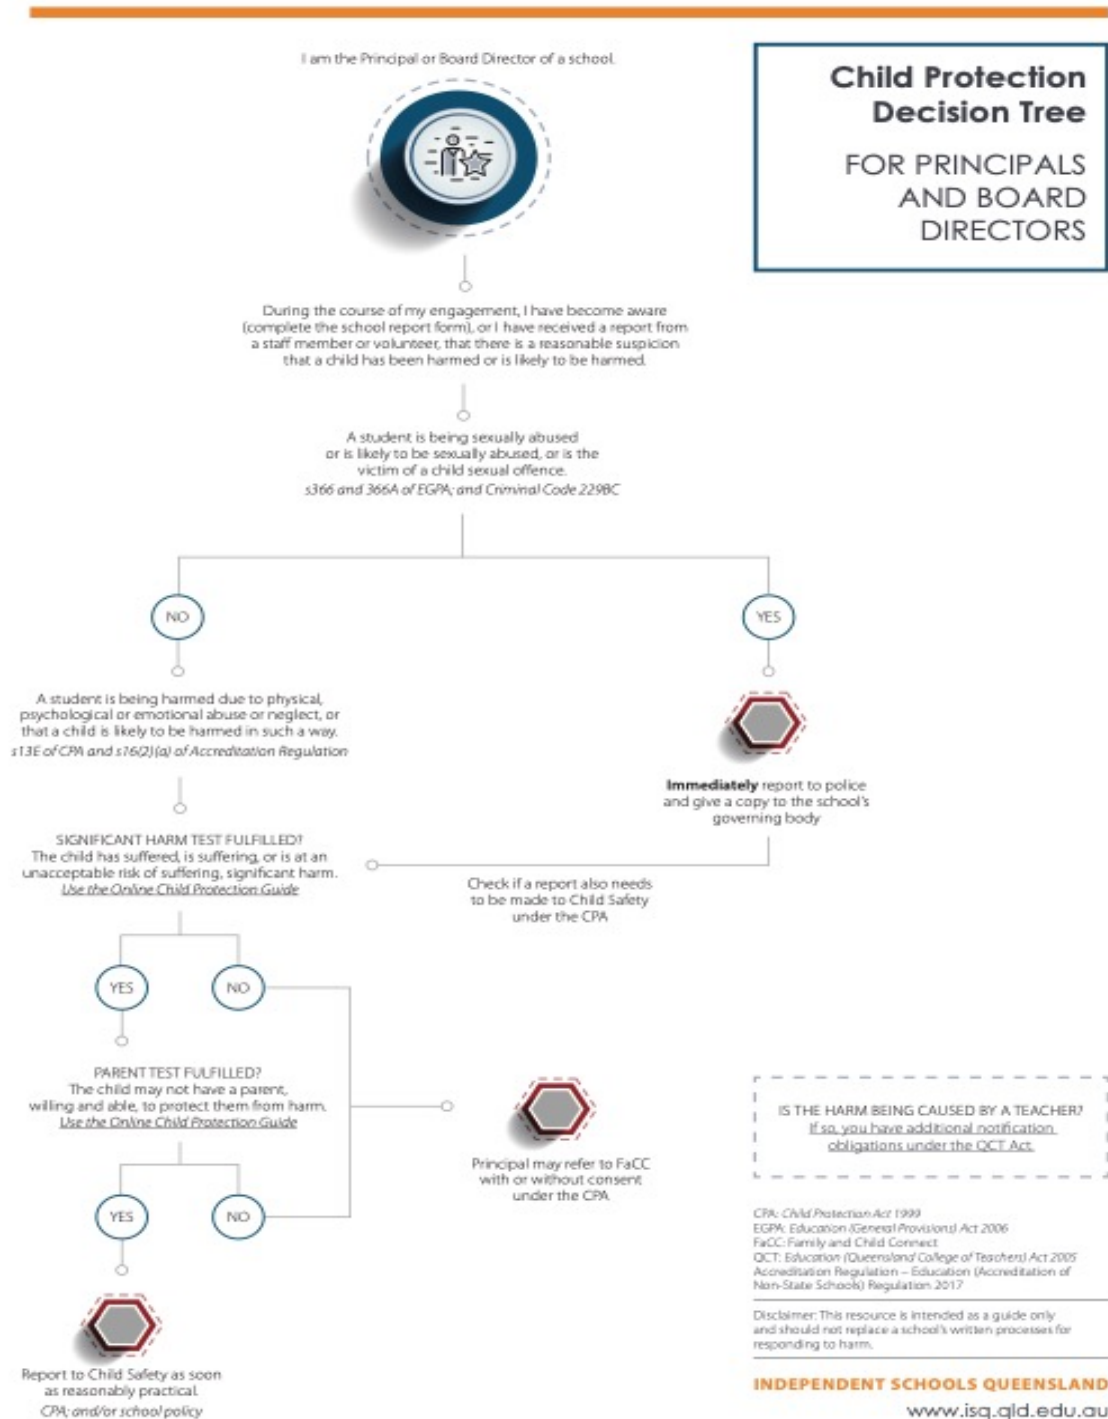 I am the Principal or Board Director of a school.
Child Protection
Decision Tree
FOR PRINCIPALS
AND BOARD
DIRECTORS
During the course of my engagement, I have become aware
(complete the school report form), or I have received a report from
a staff member or volunteer, that there is a reasonable suspicion
that a child has been harmed or is likely to be harmed.
A student is being sexually abused
or is likely to be sexually abused, or is the
victim of a child sexual offence.
s366 and 366A of EGPA; and Criminal Code 229BC
NO
YES
A student is being harmed due to physical,
psychological or emotional abuse or neglect, or
that a child is likely to be harmed in such a way.
s13E of CPA and s16(2)(a) of Accreditation Regulation
Immediately report to police
and give a copy to the school's
governing body
SIGNIFICANT HARM TEST FULFILLED?
The child has suffered, is suffering, or is at an
unacceptable risk of suffering, significant harm.
Use the Online Child Protection Guide
Check if a report also needs
to be made to Child Safety
under the CPA
YES
NO
PARENT TEST FULFILLED?
The child may not have a parent,
willing and able, to protect them from harm.
Use the Online Child Protection Guide
Principal may refer to FaCC
with or without consent
under the CPA
YES
NO
Report to Child Safety as soon
as reasonably practical.
CPA; and/or school policy
IS THE HARM BEING CAUSED BY A TEACHER?
If so, you have additional notification
obligations under the QCT Act.
CPA: Child Protection Act 1999
EGPA: Education (General Provisions) Act 2006
FaCC: Family and Child Connect
QCT: Education (Queensland College of Teachers) Act 2005
Accreditation Regulation – Education (Accreditation of
Non-State Schools) Regulation 2017
Disclaimer: This resource is intended as a guide only
and should not replace a school's written processes for
responding to harm.
INDEPENDENT SCHOOLS QUEENSLAND
www.isq.qld.edu.au